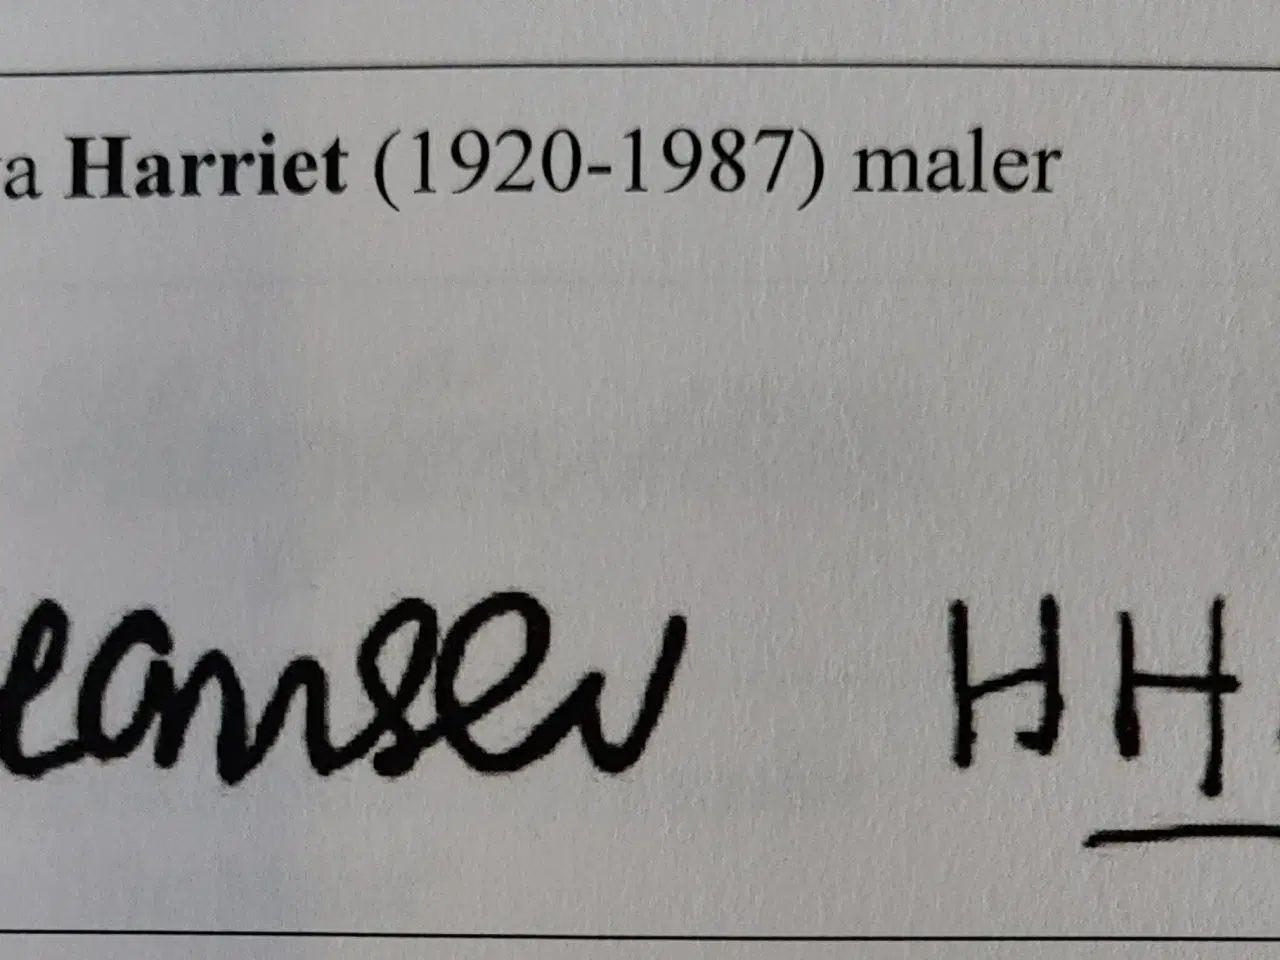 a Harriet (1920-1987) maler
eansen HH.